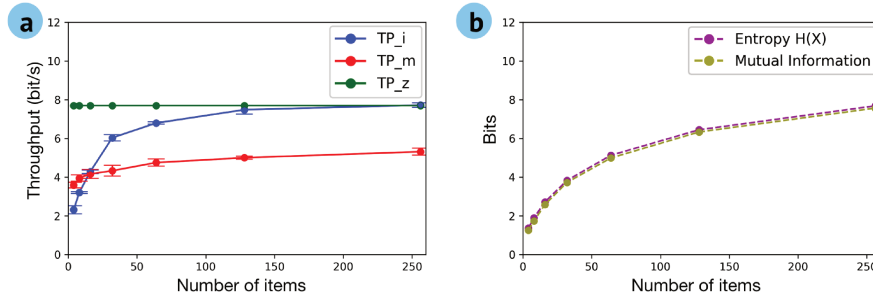 a
12
10
8
6
4
2
0
Throughput (bit/s)
TP_i
TP_m
TP_z
0 50 100 150 200 250
Number of items
b
12
10
8
6
4
2
0
Bits
Entropy H(X)
Mutual Information
0 50 100 150 200 250
Number of items